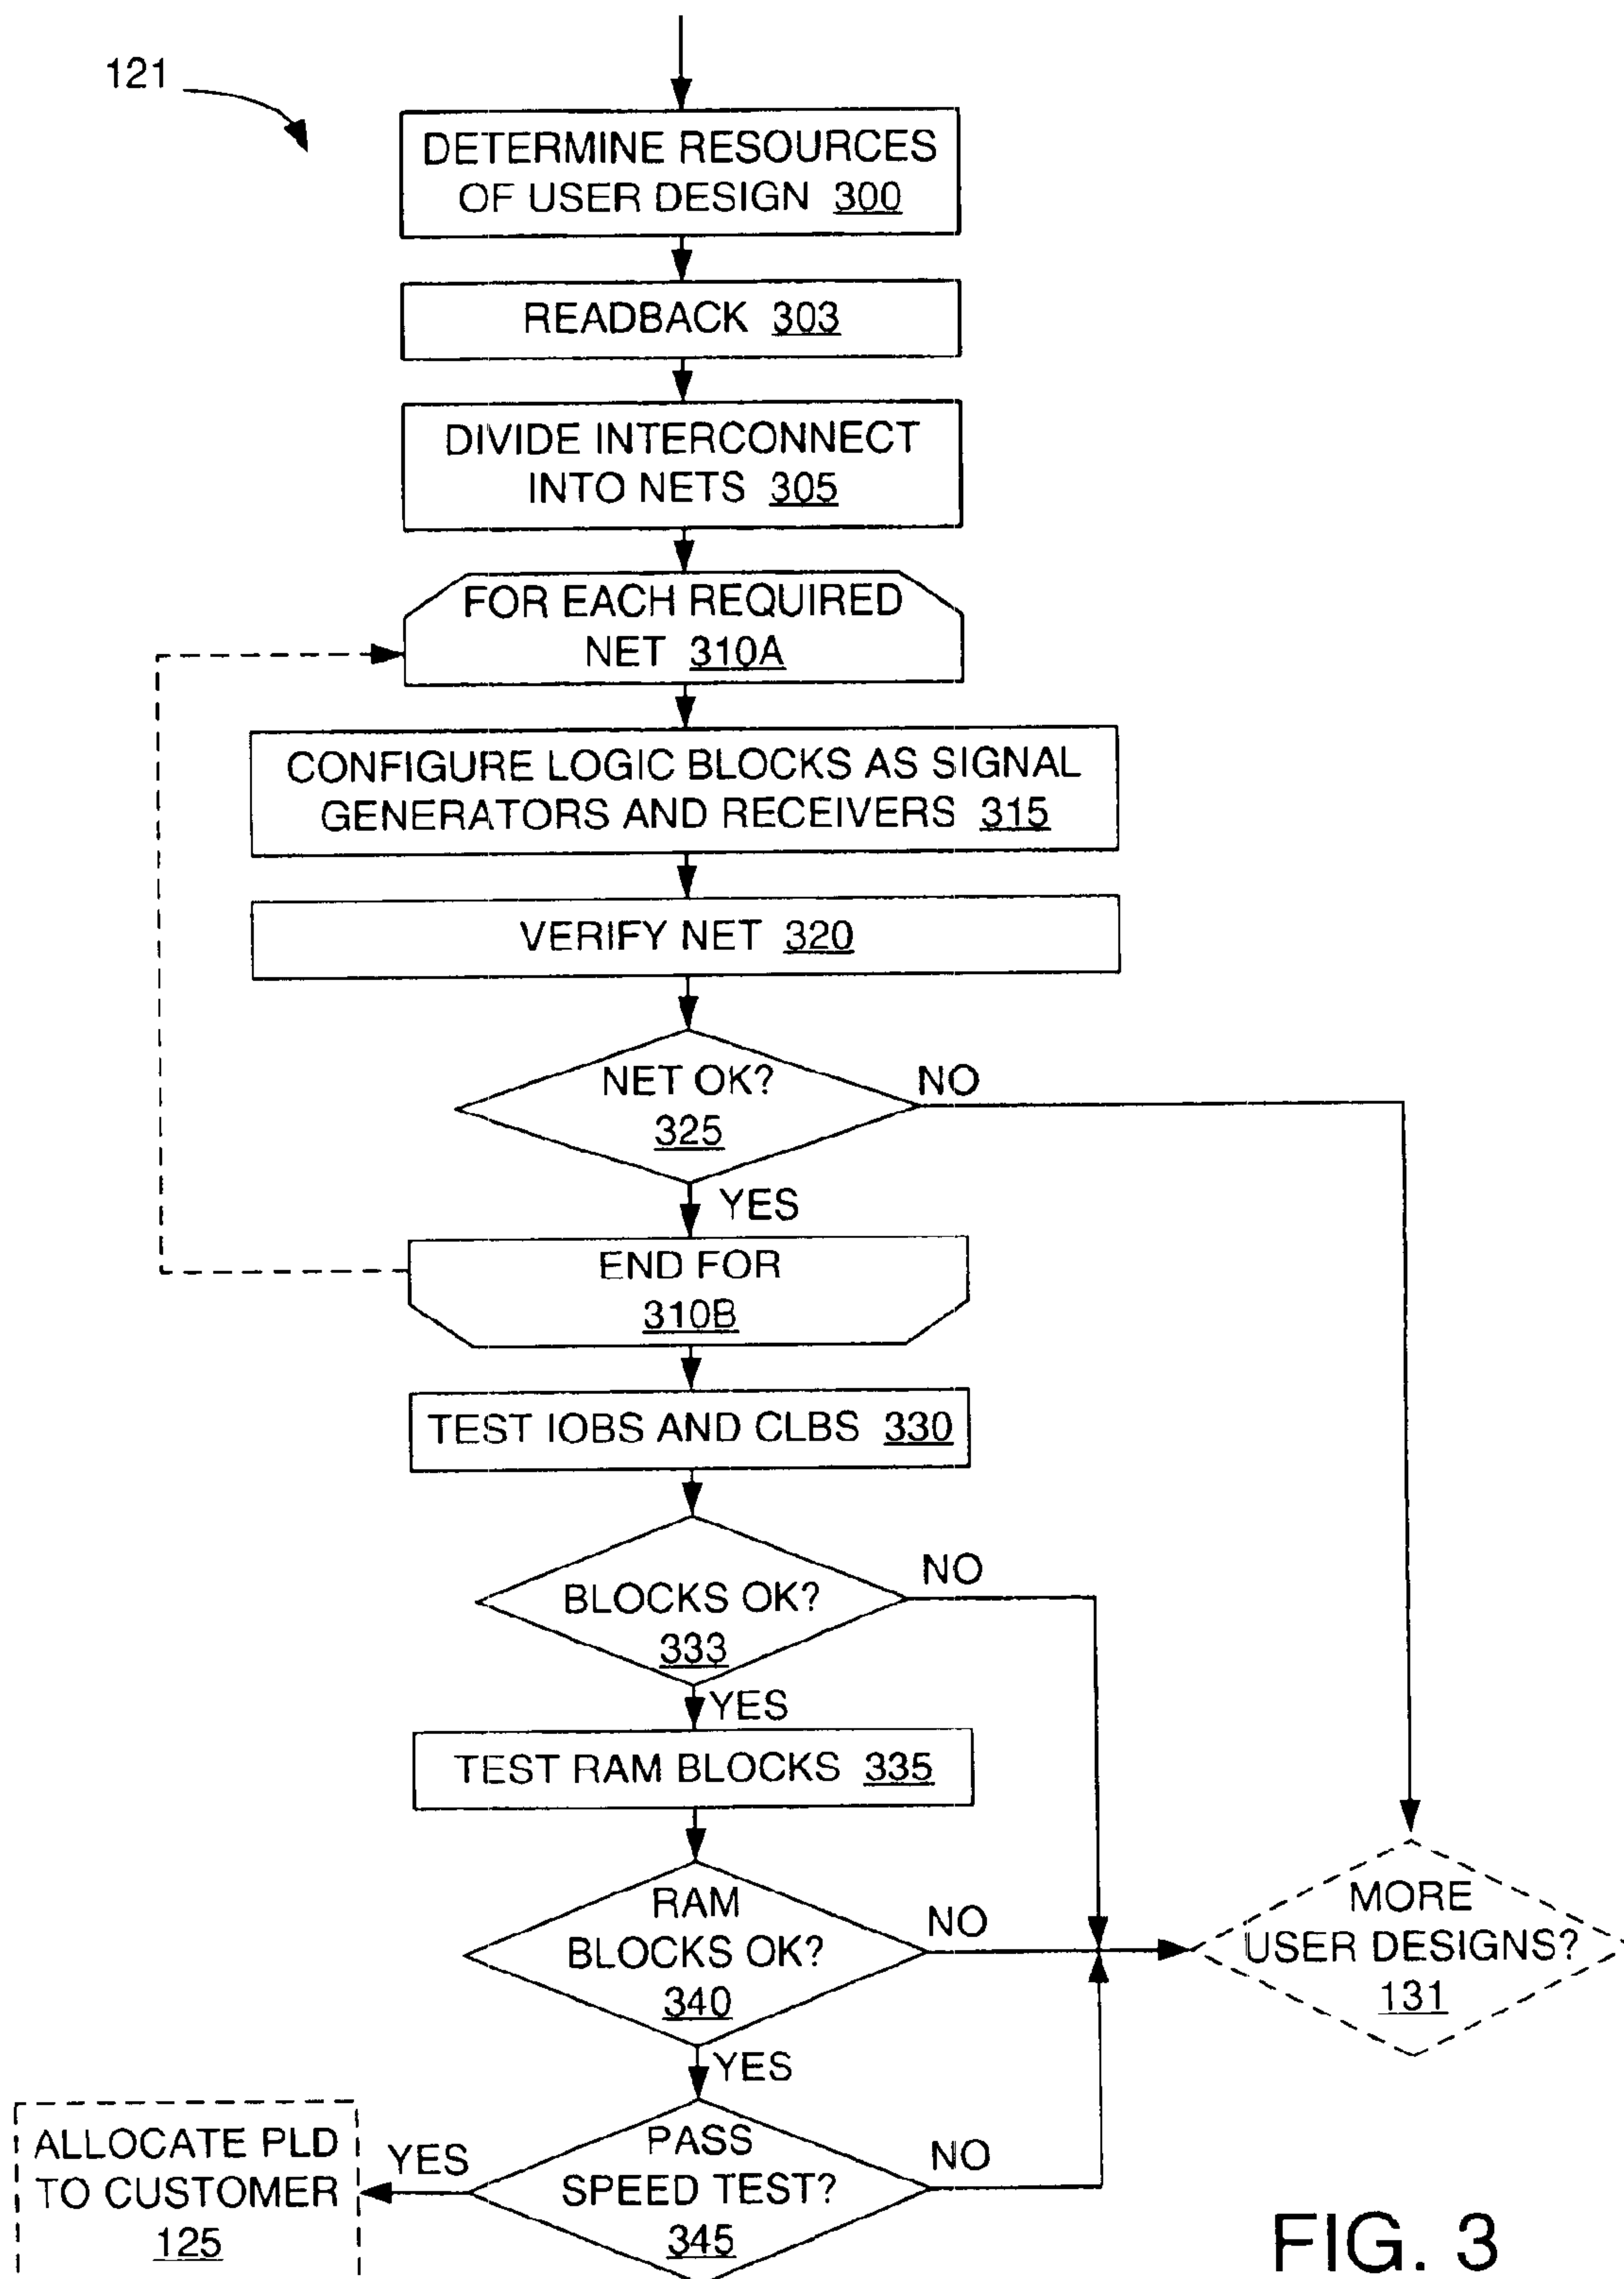 121
DETERMINE RESOURCES
OF USER DESIGN 300
READBACK 303
DIVIDE INTERCONNECT
INTO NETS 305
FOR EACH REQUIRED
NET 310A
CONFIGURE LOGIC BLOCKS AS SIGNAL
GENERATORS AND RECEIVERS 315
VERIFY NET 320
NET OK?
325
NO
YES
END FOR
310B
TEST IOBS AND CLBS 330
BLOCKS OK?
333
NO
YES
TEST RAM BLOCKS 335
RAM
BLOCKS OK?
340
NO
MORE
USER DESIGNS?
131
YES
PASS
SPEED TEST?
345
NO
YES
ALLOCATE PLD
TO CUSTOMER
125
FIG. 3